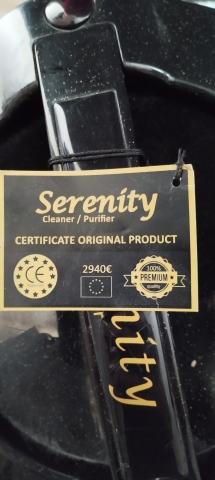 Serenity
Cleaner / Purifier
CERTIFICATE ORIGINAL PRODUCT
CE
2940€
100%
PREMIUM
quality
nity